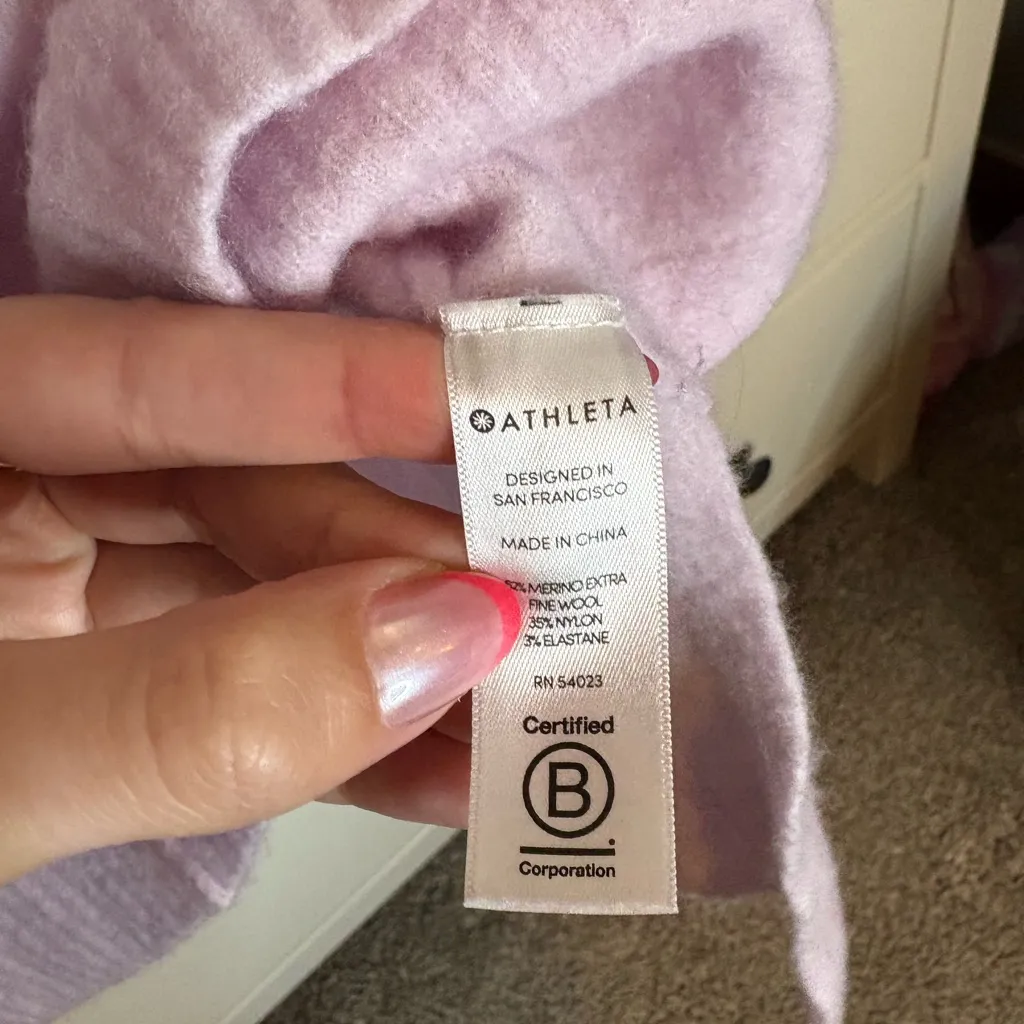 ATHLETA
DESIGNED IN
SAN FRANCISCO
MADE IN CHINA
62% MERINO EXTRA
FINE WOOL
35% NYLON
3% ELASTANE
RN 54023
Certified
B
Corporation